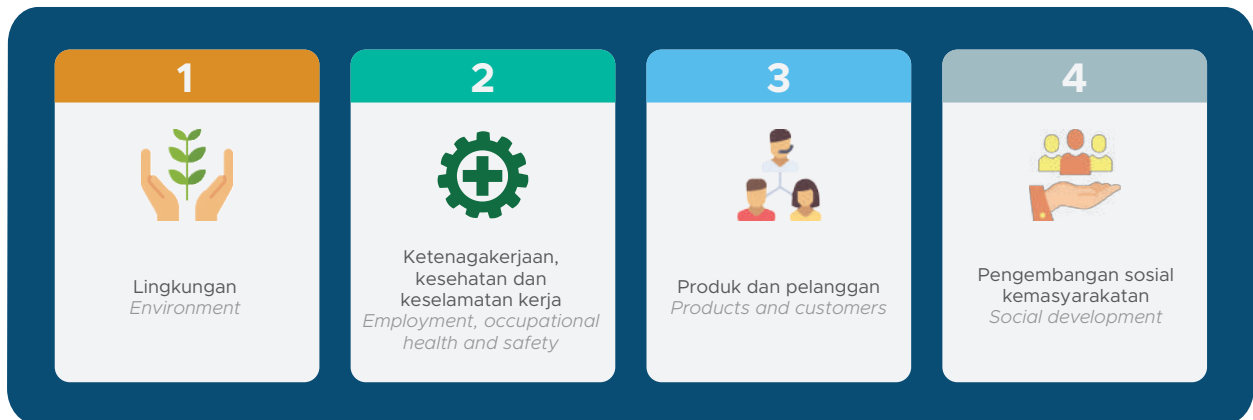 1
Lingkungan
Environment
2
Ketenagakerjaan,
kesehatan dan
keselamatan kerja
Employment, occupational
health and safety
3
Produk dan pelanggan
Products and customers
4
Pengembangan sosial
kemasyarakatan
Social development